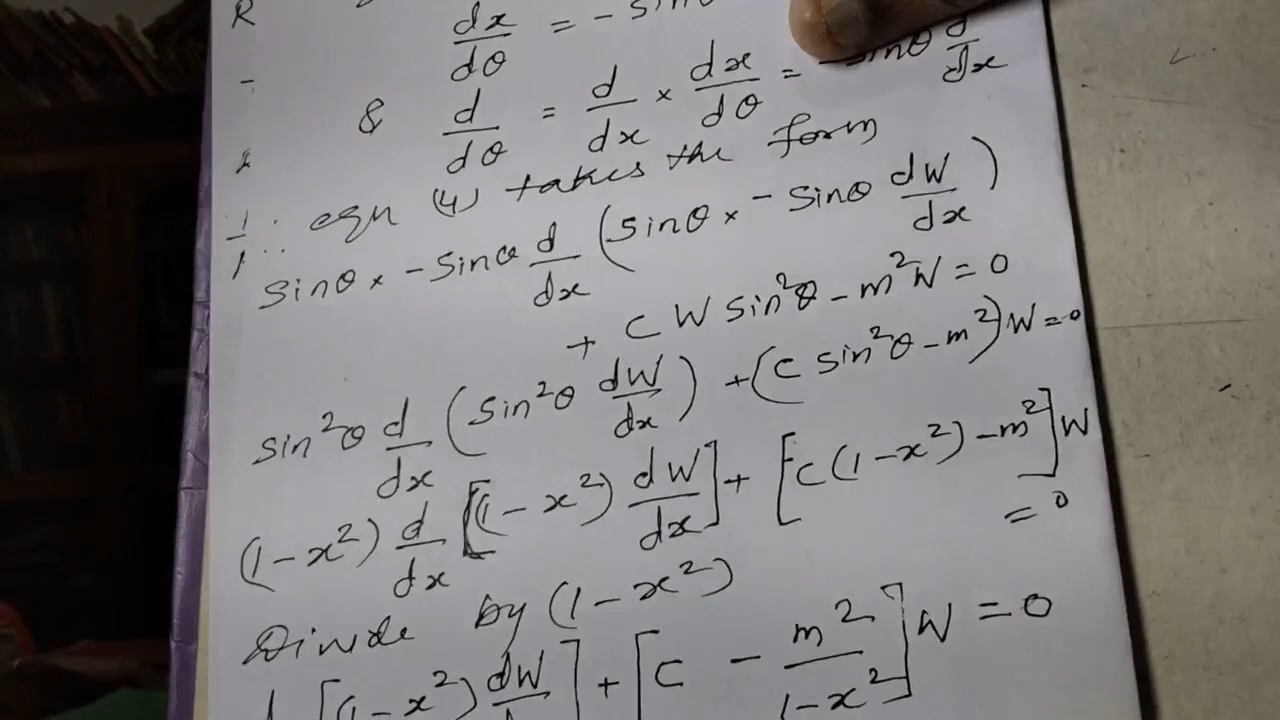 dx/dθ = - sin
& d/dθ = d/dx × dx/dθ = -sinθ d/dx
∴ eqn (4) takes the form
sinθ × -sinθ d/dx (sinθ × -sinθ dW/dx)
+ C W sin²θ - m²W = 0
sin²θ d/dx (sin²θ dW/dx) + (C sin²θ - m²)W = 0
(1-x²) d/dx [(1-x²) dW/dx] + [C(1-x²) - m²]W
= 0
Divide by (1-x²)
[(1-x²) dW/ ] + [C - m²/1-x²]W = 0